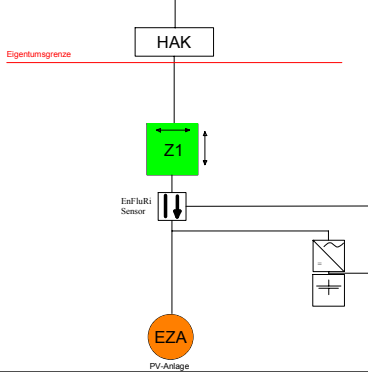 HAK
Eigentumsgrenze
Z1
EnFluRi
Sensor
=
EZA
PV-Anlage